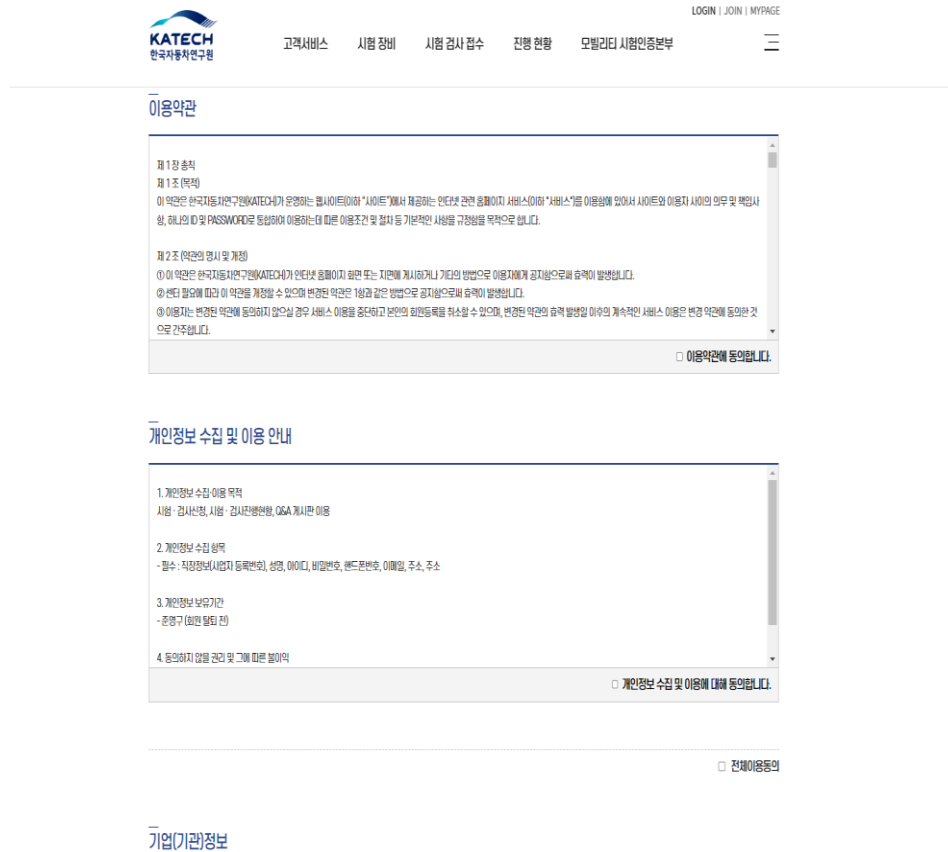 LOGIN | JOIN | MYPAGE
KATECH
한국자동차연구원
고객서비스 시험 장비 시험 검사 접수 진행 현황 모빌리티 시험인증본부
이용약관
제 1 장 총칙
제 1 조 (목적)
이 약관은 한국자동차연구원(KATECH)가 운영하는 웹사이트(이하 "사이트")에서 제공하는 인터넷 관련 홈페이지 서비스(이하 "서비스")를 이용함에 있어서 사이트와 이용자 사이의 의무 및 책임사
항, 하나의 ID 및 PASSWORD로 통합하여 이용하는데 따른 이용조건 및 절차 등 기본적인 사항을 규정함을 목적으로 합니다.
제 2 조 (약관의 명시 및 개정)
① 이 약관은 한국자동차연구원(KATECH)가 인터넷 홈페이지 화면 또는 지면에 게시하거나 기타의 방법으로 이용자에게 공지함으로써 효력이 발생합니다.
② 센터 필요에 따라 이 약관을 개정할 수 있으며 변경된 약관은 1항과 같은 방법으로 공지함으로써 효력이 발생합니다.
③ 이용자는 변경된 약관에 동의하지 않으실 경우 서비스 이용을 중단하고 본인의 회원등록을 취소할 수 있으며, 변경된 약관의 효력 발생일 이후의 계속적인 서비스 이용은 변경 약관에 동의한 것
으로 간주합니다.
이용약관에 동의합니다.
개인정보 수집 및 이용 안내
1. 개인정보 수집·이용 목적
시험 · 검사신청, 시험 · 검사진행현황, Q&A 게시판 이용
2. 개인정보 수집 항목
- 필수 : 직장정보(사업자 등록번호), 성명, 아이디, 비밀번호, 핸드폰번호, 이메일, 주소, 주소
3. 개인정보 보유기간
- 준영구 (회원 탈퇴 전)
4. 동의하지 않을 권리 및 그에 따른 불이익
개인정보 수집 및 이용에 대해 동의합니다.
전체이용동의
기업(기관)정보